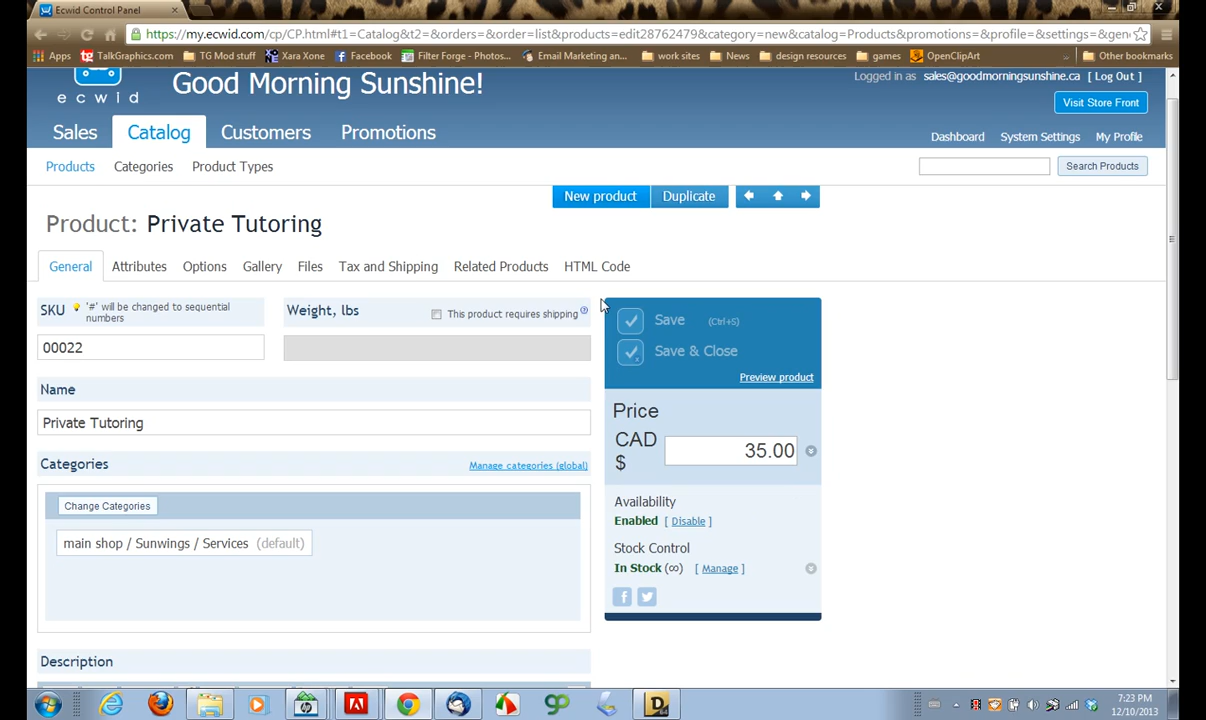 Ecwid Control Panel
https://my.ecwid.com/cp/CP.html#t1=Catalog&t2=&orders=&order=list&products=edit28762479&category=new&catalog=Products&promotions=&profile=&settings=&gene
Apps TalkGraphics.com TG Mod stuff Xara Xone Facebook Filter Forge - Photos... Email Marketing an... work sites News design resources games OpenClipArt Other bookmarks
ecwid
Good Morning Sunshine!
Logged in as sales@goodmorningsunshine.ca [ Log Out ]
Visit Store Front
Sales Catalog Customers Promotions
Dashboard System Settings My Profile
Products Categories Product Types
Search Products
New product Duplicate
Product: Private Tutoring
General Attributes Options Gallery Files Tax and Shipping Related Products HTML Code
SKU '#' will be changed to sequential numbers
Weight, lbs This product requires shipping
Save (Ctrl+S)
00022
Save & Close
Preview product
Name
Price
Private Tutoring
CAD $ 35.00
Categories Manage categories (global)
Change Categories
Availability
Enabled [ Disable ]
main shop / Sunwings / Services (default)
Stock Control
In Stock (∞) [ Manage ]
Description
7:23 PM
12/10/2013